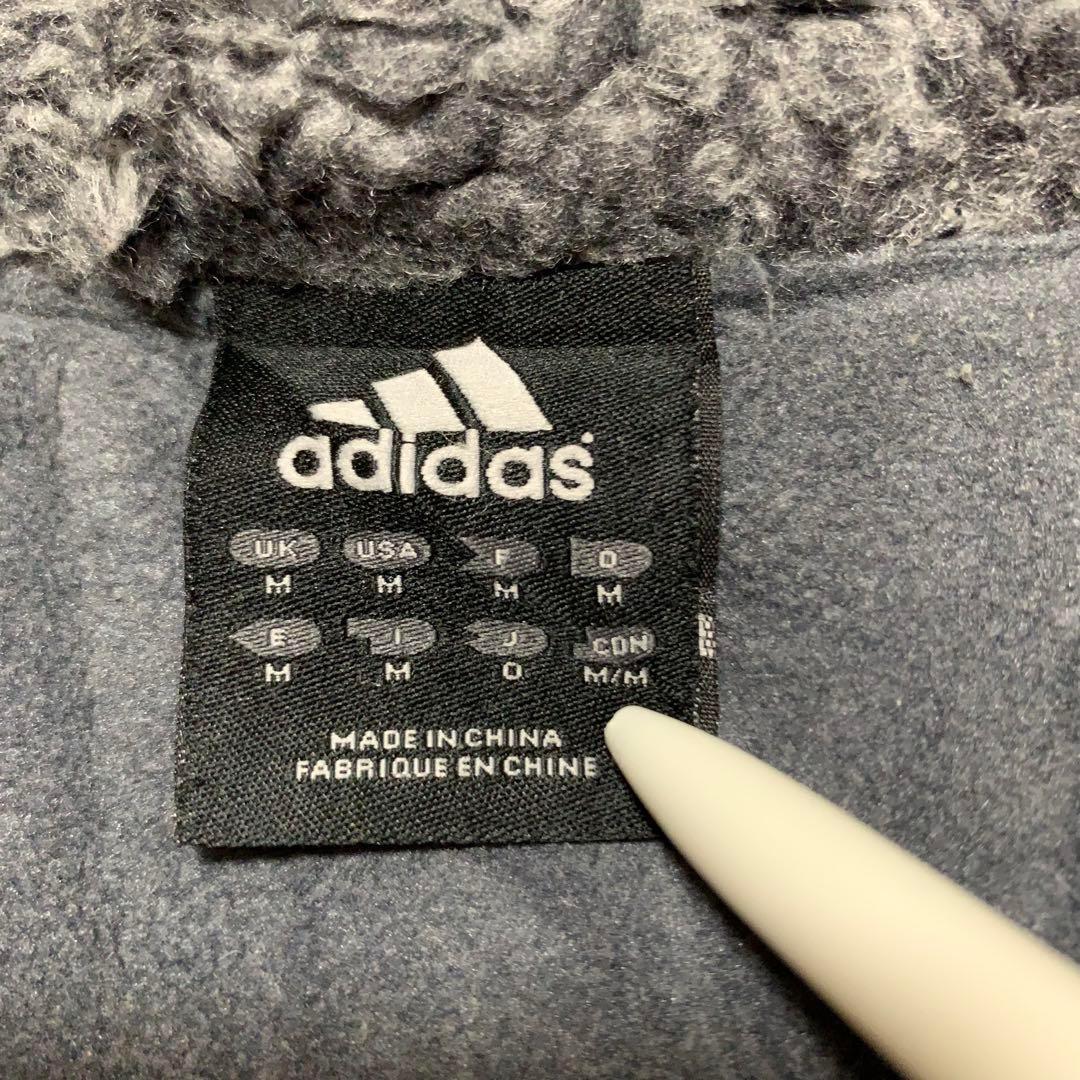 adidas
UK USA F D
M M M M
E I J CDN
M M O M/M
MADE IN CHINA
FABRIQUE EN CHINE